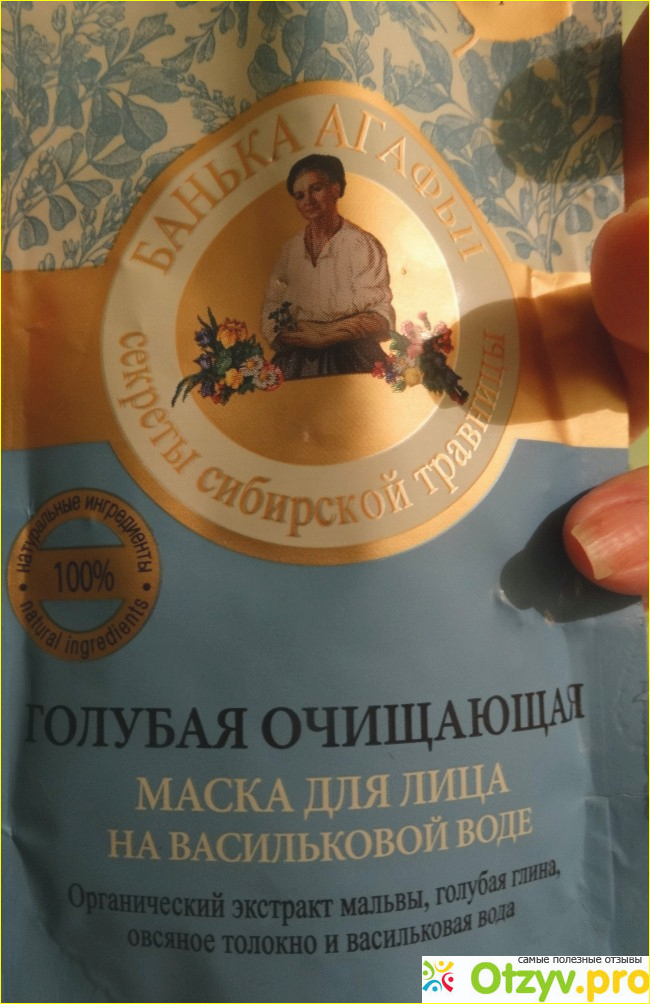 БАНЬКА АГАФЬИ
секреты сибирской травницы
натуральные ингредиенты
100%
natural ingredients
ГОЛУБАЯ ОЧИЩАЮЩАЯ
МАСКА ДЛЯ ЛИЦА
НА ВАСИЛЬКОВОЙ ВОДЕ
Органический экстракт мальвы, голубая глина,
овсяное толокно и васильковая вода
самые полезные отзывы
Otzyv.pro